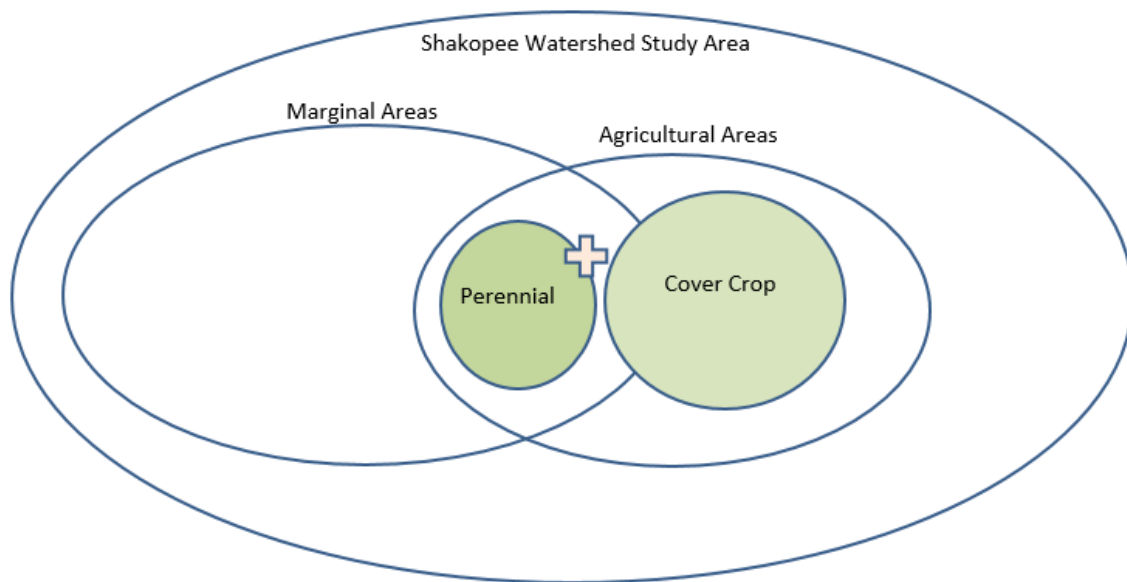 Shakopee Watershed Study Area
Marginal Areas
Agricultural Areas
Perennial
Cover Crop